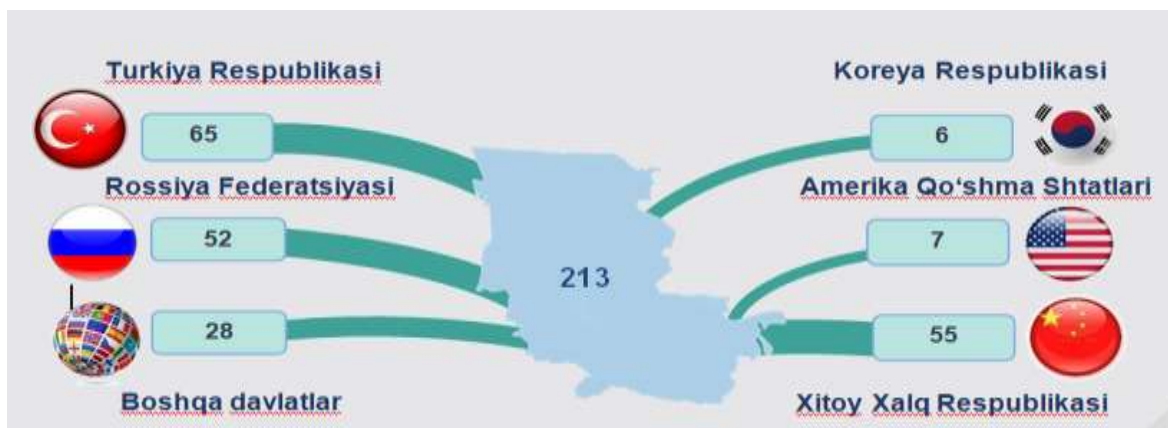 Turkiya Respublikasi
65
Rossiya Federatsiyasi
52
28
Boshqa davlatlar
213
Koreya Respublikasi
6
Amerika Qo‘shma Shtatlari
7
55
Xitoy Xalq Respublikasi